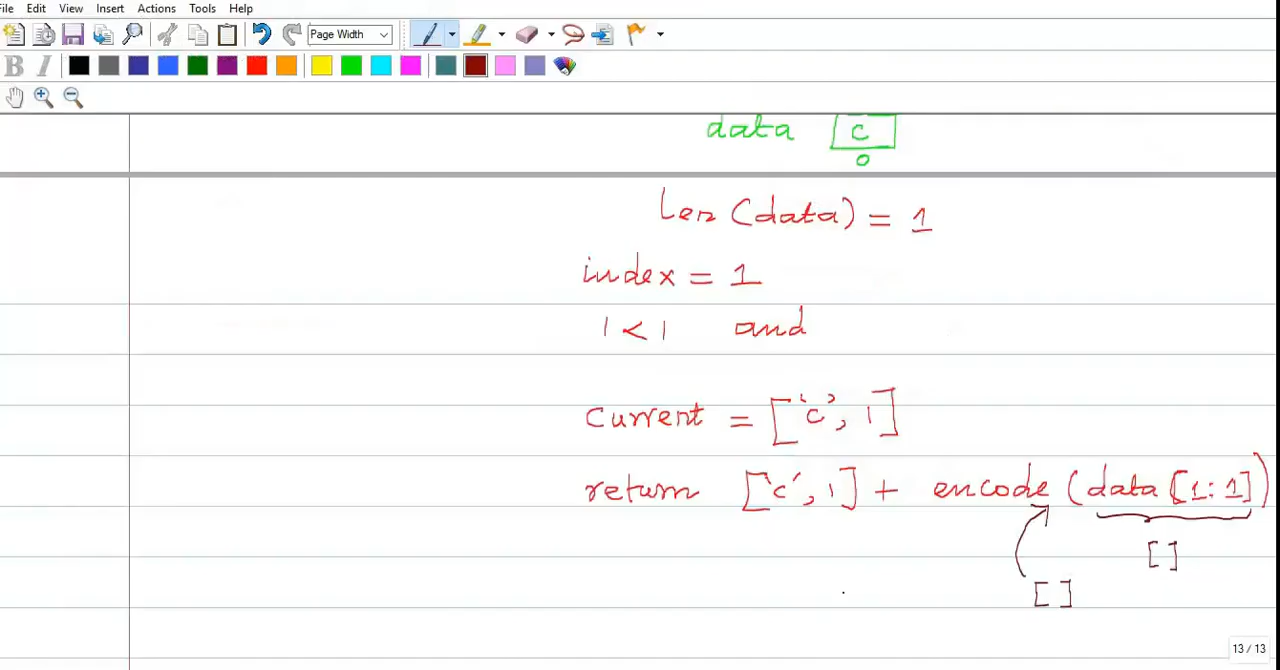 File Edit View Insert Actions Tools Help
Page Width
B I
data c
0
len (data) = 1
index = 1
1 < 1 and
current = ['c', 1]
return ['c', 1] + encode (data [1:1])
[]
[]
13 / 13